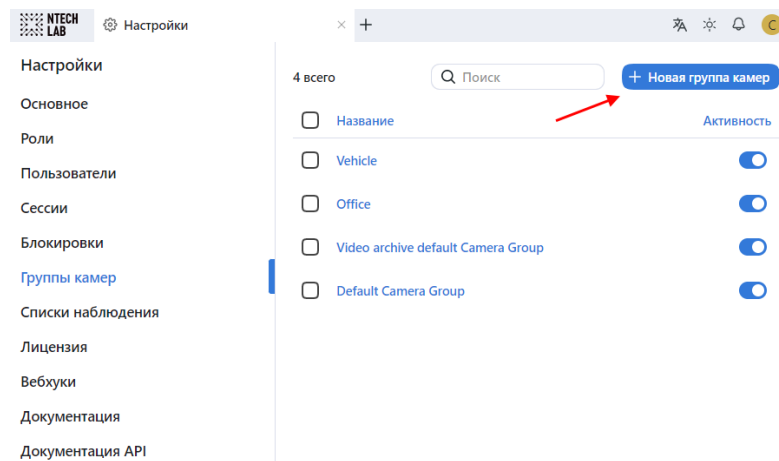 NTECH
LAB
Настройки
Настройки
Основное
Роли
Пользователи
Сессии
Блокировки
Группы камер
Списки наблюдения
Лицензия
Вебхуки
Документация
Документация API
4 всего
Поиск
+ Новая группа камер
Название
Активность
Vehicle
Office
Video archive default Camera Group
Default Camera Group
C